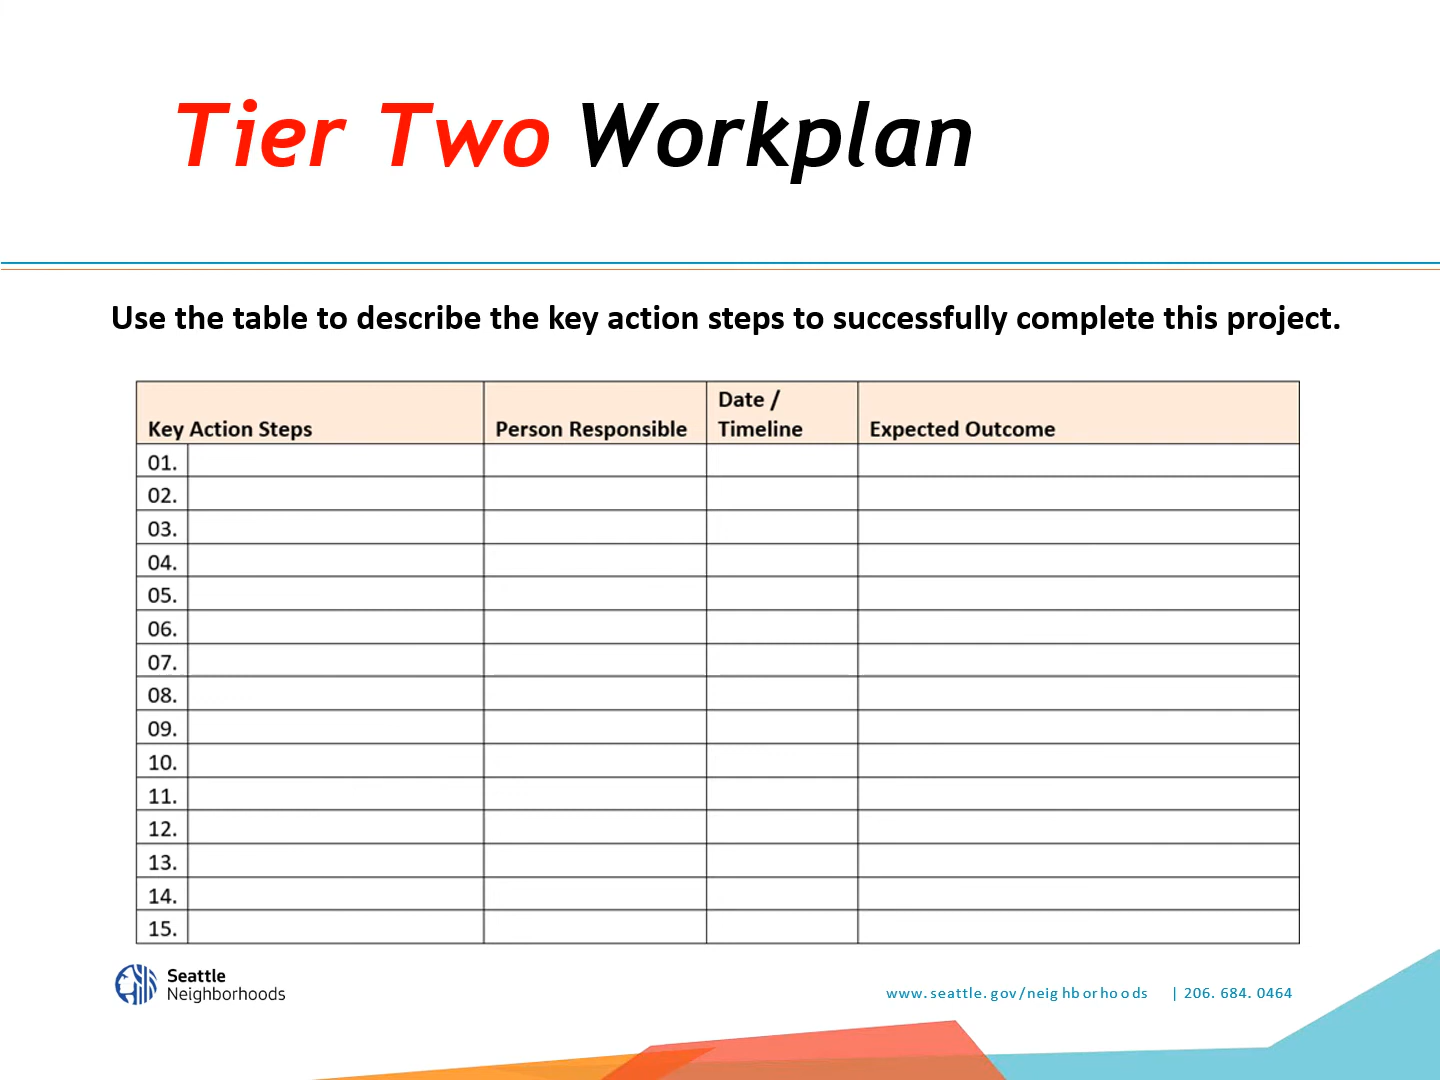 Tier Two Workplan
Use the table to describe the key action steps to successfully complete this project.
Key Action Steps
Person Responsible
Date /
Timeline
Expected Outcome
01.
02.
03.
04.
05.
06.
07.
08.
09.
10.
11.
12.
13.
14.
15.
Seattle
Neighborhoods
www.seattle.gov/neighborhoods | 206. 684. 0464